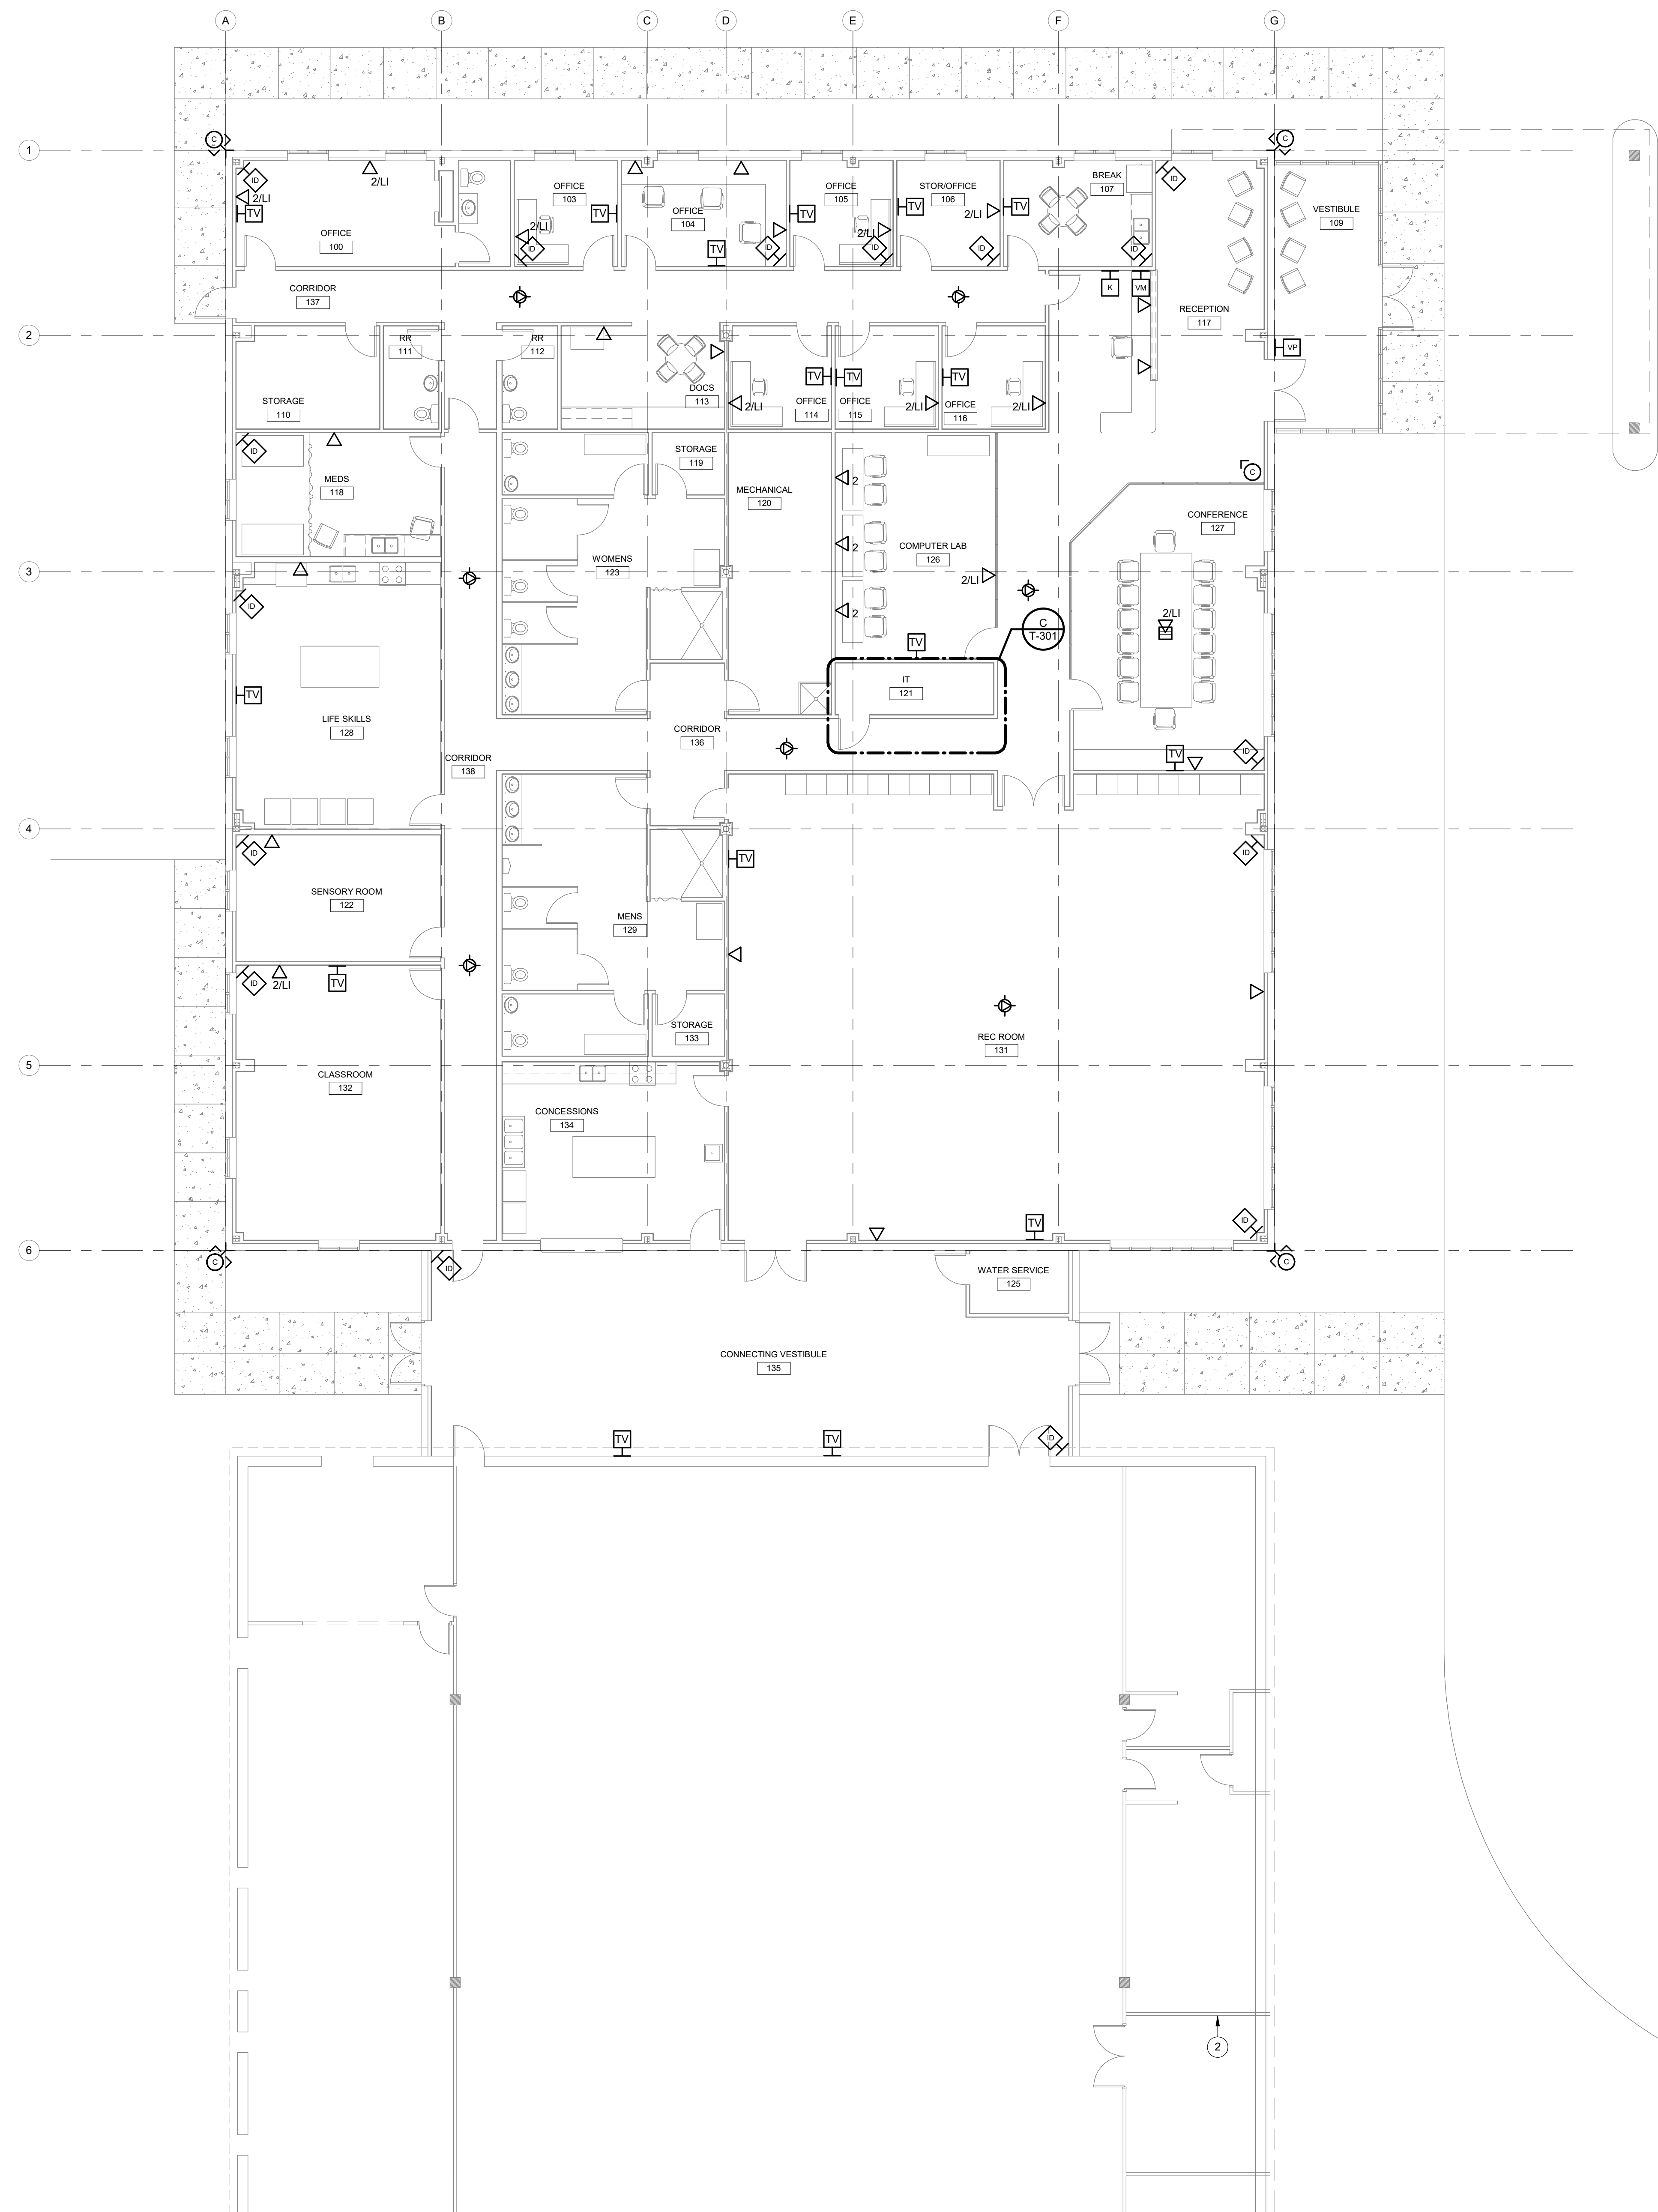 A B C D E F G
1
C
C
ID
2/LI
2/LI
TV
OFFICE
100
OFFICE
103
TV
2/LI
ID
OFFICE
104
TV
ID
OFFICE
105
TV
2/LI
ID
STOR/OFFICE
106
TV
2/LI
ID
BREAK
107
TV
ID
ID
VESTIBULE
109
CORRIDOR
137
K
VM
RECEPTION
117
2
VP
RR
111
RR
112
STORAGE
110
DOCS
113
TV
OFFICE
114
2/LI
TV
OFFICE
115
2/LI
TV
OFFICE
116
2/LI
ID
MEDS
118
STORAGE
119
MECHANICAL
120
2
2
2
COMPUTER LAB
126
2/LI
C
CONFERENCE
127
2/LI
3
WOMENS
123
ID
C
T-301
TV
IT
121
TV
LIFE SKILLS
128
CORRIDOR
136
CORRIDOR
138
TV
ID
4
ID
TV
ID
SENSORY ROOM
122
MENS
129
ID
2/LI
TV
STORAGE
133
REC ROOM
131
5
CLASSROOM
132
CONCESSIONS
134
TV
ID
6
C
ID
C
WATER SERVICE
125
CONNECTING VESTIBULE
135
TV
TV
ID
2